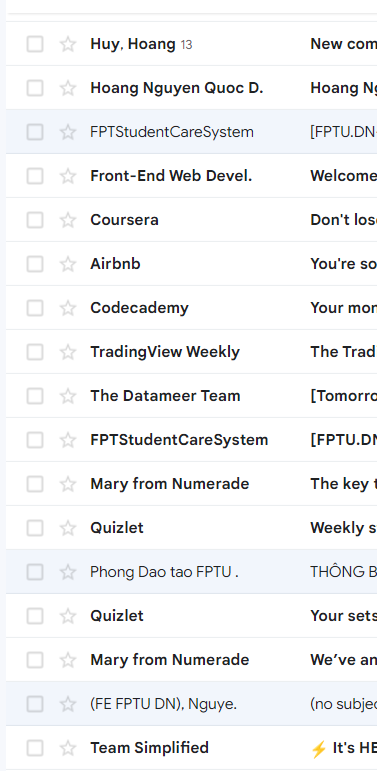 Huy, Hoang 13 New com
Hoang Nguyen Quoc D. Hoang Ng
FPTStudentCareSystem [FPTU.DN
Front-End Web Devel. Welcome
Coursera Don't lose
Airbnb You're so
Codecademy Your mon
TradingView Weekly The Trad
The Datameer Team [Tomorro
FPTStudentCareSystem [FPTU.DN
Mary from Numerade The key t
Quizlet Weekly s
Phong Dao tao FPTU . THÔNG B
Quizlet Your sets
Mary from Numerade We've an
(FE FPTU DN), Nguye. (no subjec
Team Simplified ⚡ It's HE